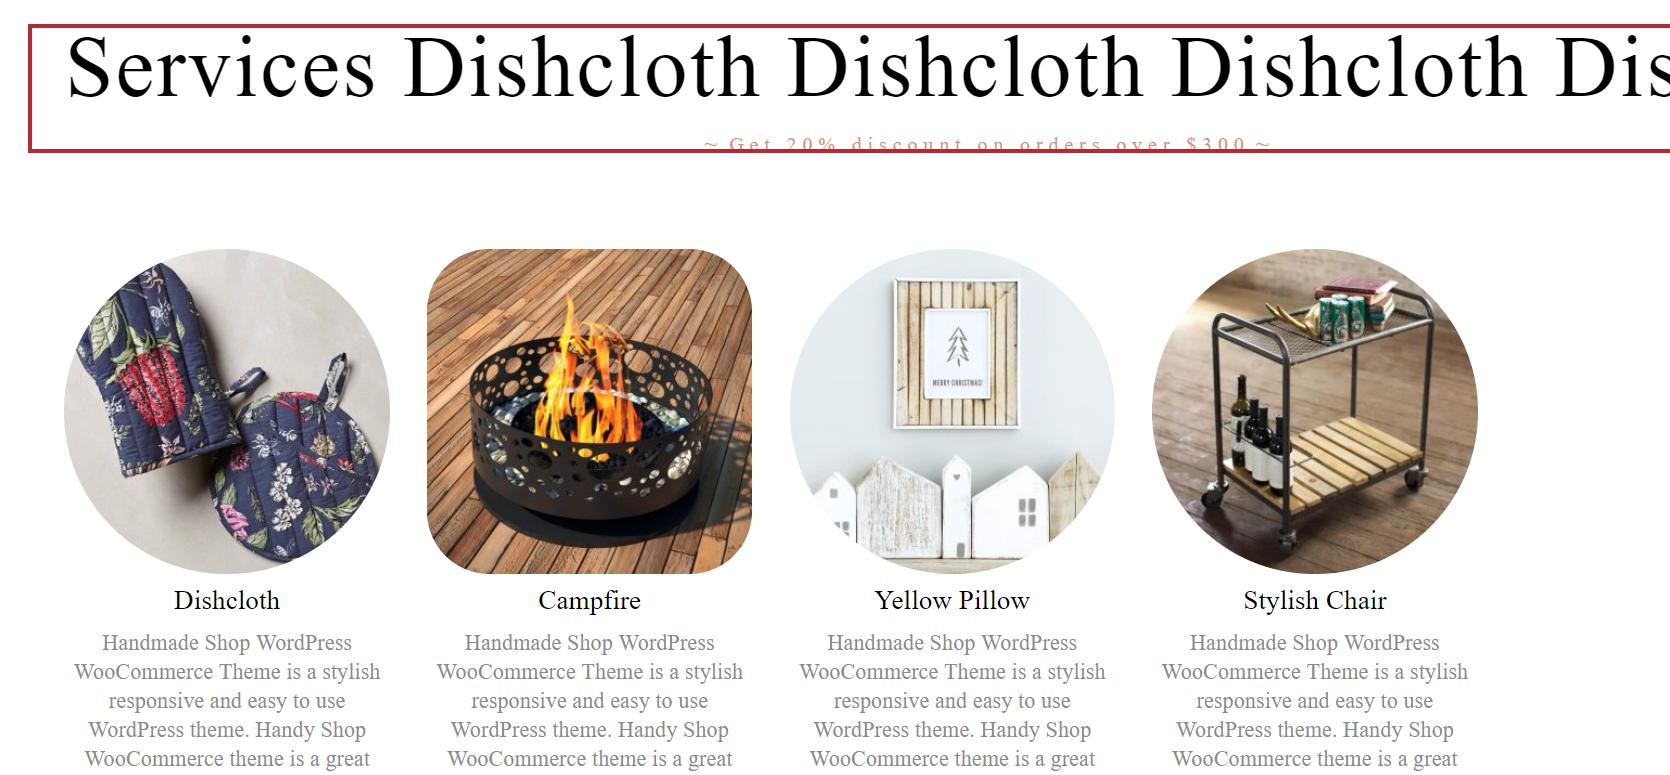 Services Dishcloth Dishcloth Dishcloth Dis
~ Get 20% discount on orders over $300 ~
MERRY CHRISTMAS!
Dishcloth
Handmade Shop WordPress
WooCommerce Theme is a stylish
responsive and easy to use
WordPress theme. Handy Shop
WooCommerce theme is a great
Campfire
Handmade Shop WordPress
WooCommerce Theme is a stylish
responsive and easy to use
WordPress theme. Handy Shop
WooCommerce theme is a great
Yellow Pillow
Handmade Shop WordPress
WooCommerce Theme is a stylish
responsive and easy to use
WordPress theme. Handy Shop
WooCommerce theme is a great
Stylish Chair
Handmade Shop WordPress
WooCommerce Theme is a stylish
responsive and easy to use
WordPress theme. Handy Shop
WooCommerce theme is a great